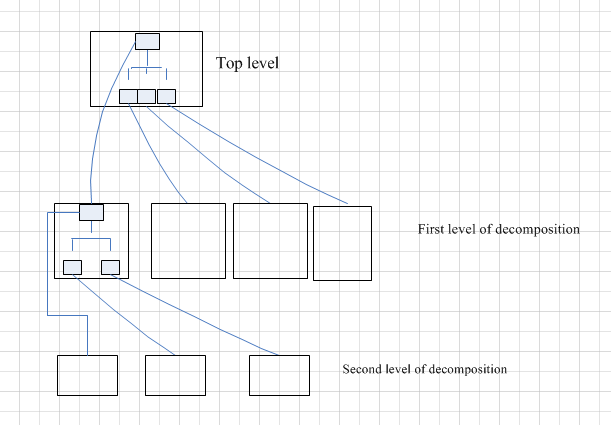 Top level
First level of decomposition
Second level of decomposition